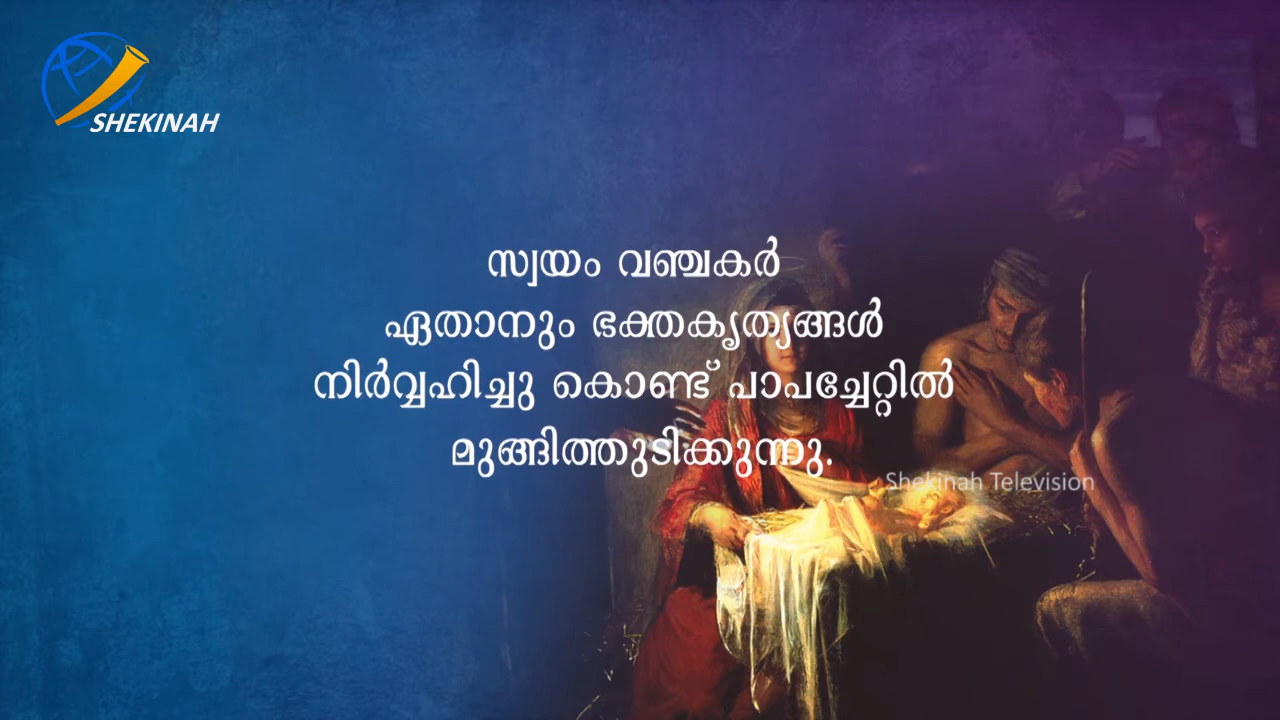 SHEKINAH
സ്വയം വഞ്ചകർ
ഏതാനും ഭക്തകൃത്യങ്ങൾ
നിർവ്വഹിച്ചു കൊണ്ട് പാപച്ചേറ്റിൽ
മുങ്ങിത്തുടിക്കുന്നു.
Shekinah Television